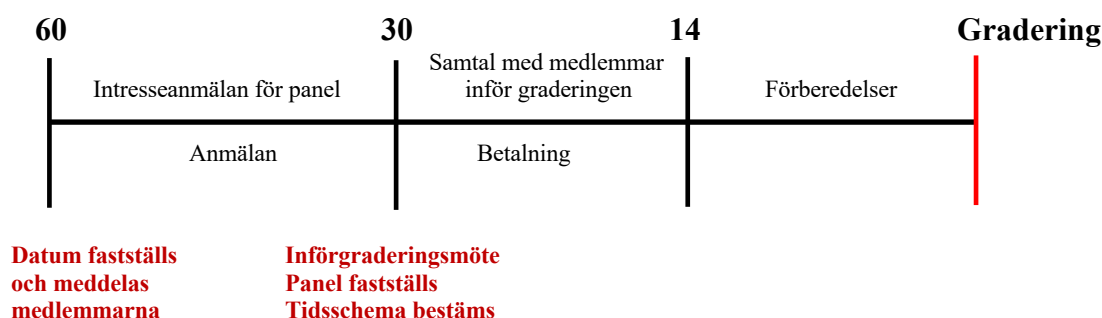 60
30
14
Gradering
Intresseanmälan för panel
Samtal med medlemmar
inför graderingen
Förberedelser
Anmälan
Betalning
Datum fastställs
och meddelas
medlemmarna
Införgraderingsmöte
Panel fastställs
Tidsschema bestäms